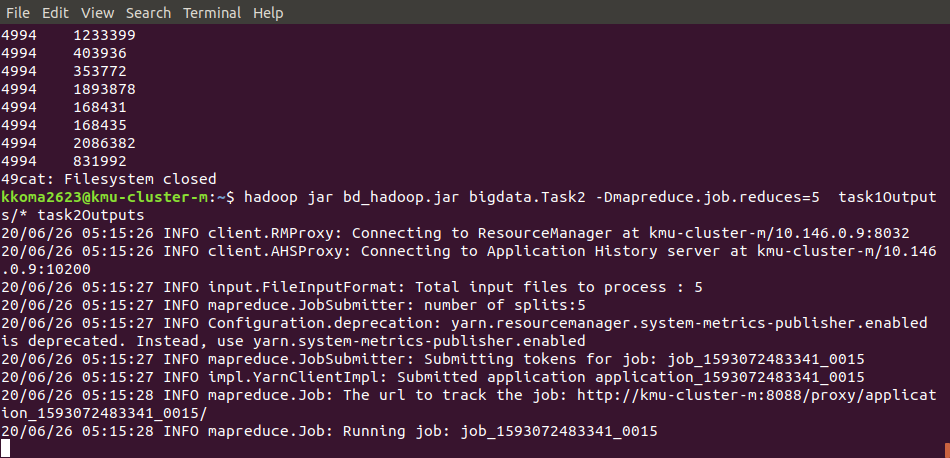 File Edit View Search Terminal Help
4994 1233399
4994 403936
4994 353772
4994 1893878
4994 168431
4994 168435
4994 2086382
4994 831992
49cat: Filesystem closed
kkoma2623@kmu-cluster-m:~$ hadoop jar bd_hadoop.jar bigdata.Task2 -Dmapreduce.job.reduces=5  task1Output
s/* task2Outputs
20/06/26 05:15:26 INFO client.RMProxy: Connecting to ResourceManager at kmu-cluster-m/10.146.0.9:8032
20/06/26 05:15:26 INFO client.AHSProxy: Connecting to Application History server at kmu-cluster-m/10.146
.0.9:10200
20/06/26 05:15:27 INFO input.FileInputFormat: Total input files to process : 5
20/06/26 05:15:27 INFO mapreduce.JobSubmitter: number of splits:5
20/06/26 05:15:27 INFO Configuration.deprecation: yarn.resourcemanager.system-metrics-publisher.enabled
is deprecated. Instead, use yarn.system-metrics-publisher.enabled
20/06/26 05:15:27 INFO mapreduce.JobSubmitter: Submitting tokens for job: job_1593072483341_0015
20/06/26 05:15:27 INFO impl.YarnClientImpl: Submitted application application_1593072483341_0015
20/06/26 05:15:28 INFO mapreduce.Job: The url to track the job: http://kmu-cluster-m:8088/proxy/applicat
ion_1593072483341_0015/
20/06/26 05:15:28 INFO mapreduce.Job: Running job: job_1593072483341_0015